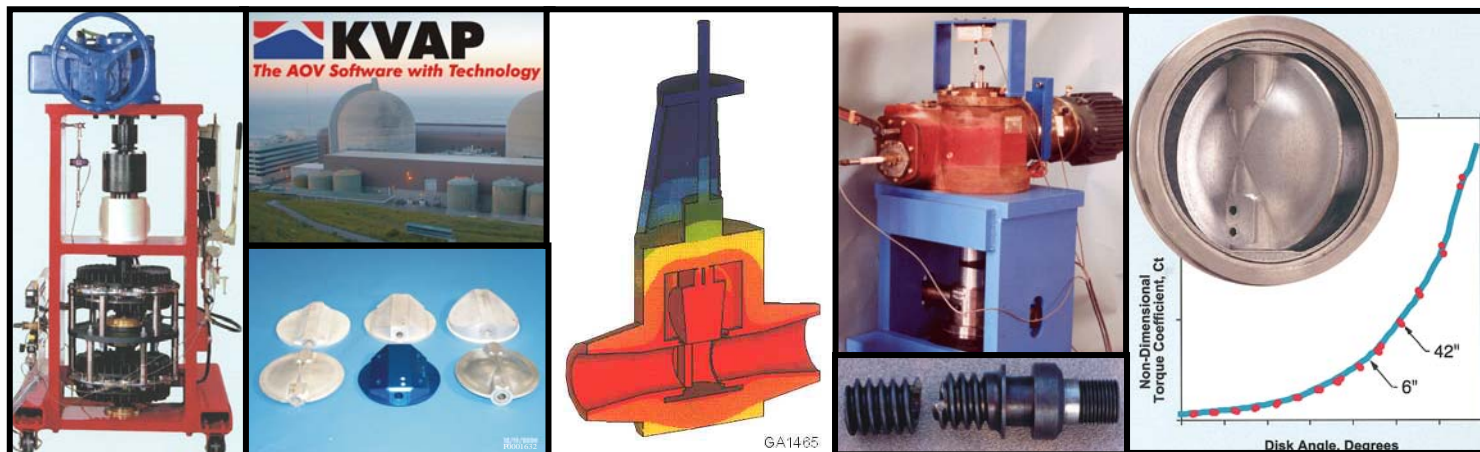 KVAP
The AOV Software with Technology
GA1465
Non-Dimensional
Torque Coefficient, Ct
42"
6"
Disk Angle, Degrees